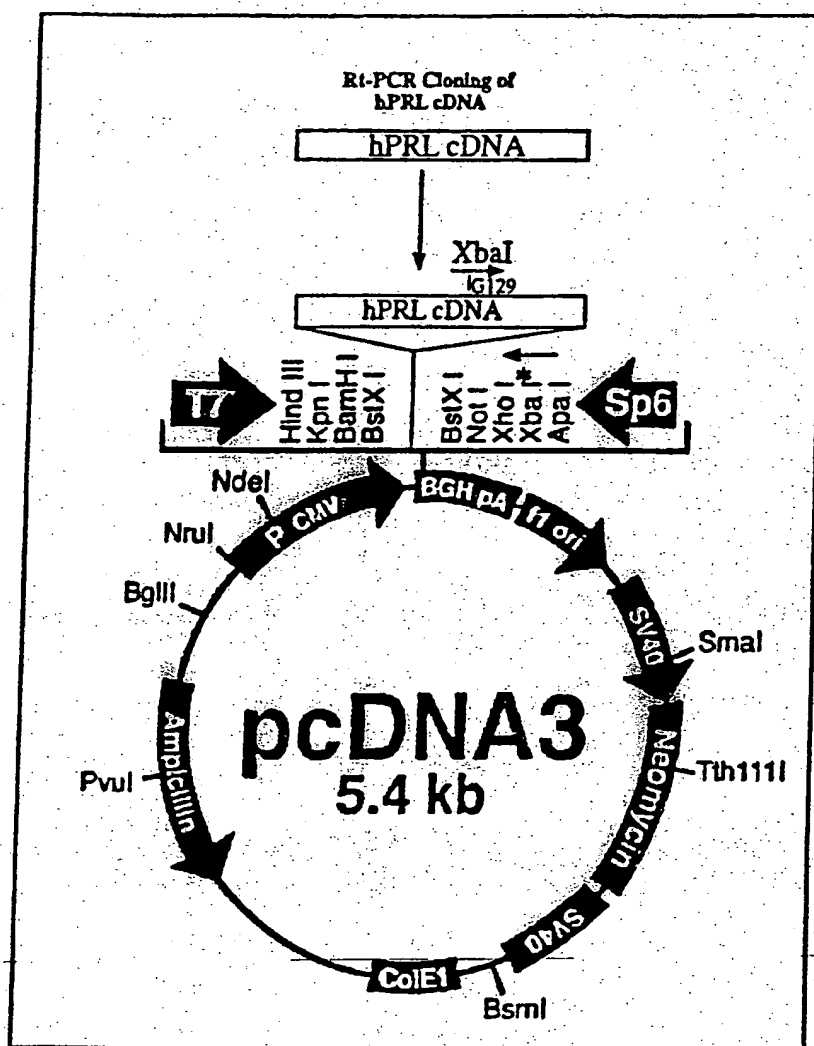 Rt-PCR Cloning of
hPRL cDNA
hPRL cDNA
XbaI
G129
hPRL cDNA
T7
Hind III
Kpn I
BamH I
BstX I
BstX I
Not I
Xho I
Xba I*
Apa I
Sp6
NdeI
NruI
BglII
PvuI
P CMV
BGH pA
f1 ori
SV40
SmaI
Neomycin
Tth111I
SV40
BsmI
ColE1
Ampicillin
pcDNA3
5.4 kb